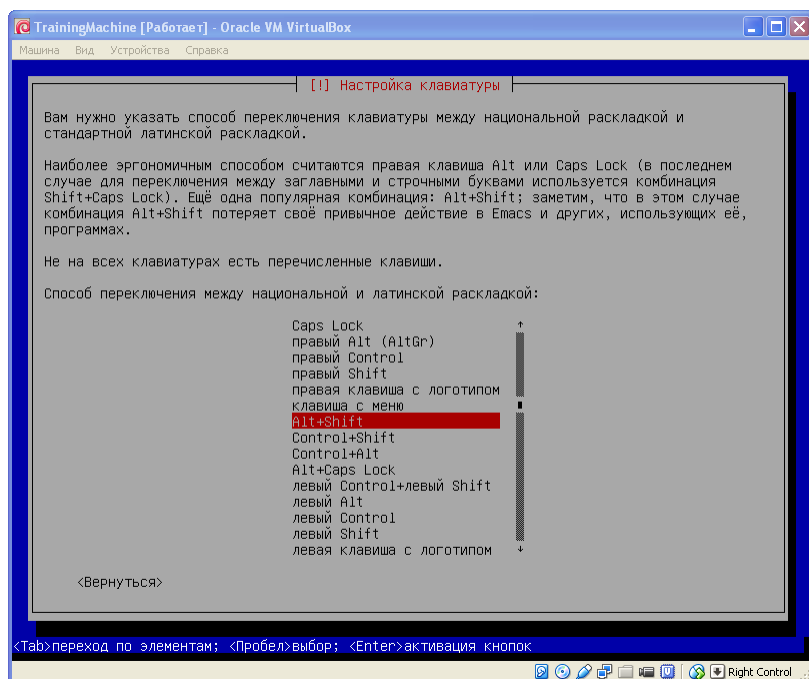 TrainingMachine [Работает] - Oracle VM VirtualBox
Машина Вид Устройства Справка
[!] Настройка клавиатуры
Вам нужно указать способ переключения клавиатуры между национальной раскладкой и
стандартной латинской раскладкой.
Наиболее эргономичным способом считаются правая клавиша Alt или Caps Lock (в последнем
случае для переключения между заглавными и строчными буквами используется комбинация
Shift+Caps Lock). Ещё одна популярная комбинация: Alt+Shift; заметим, что в этом случае
комбинация Alt+Shift потеряет своё привычное действие в Emacs и других, использующих её,
программах.
Не на всех клавиатурах есть перечисленные клавиши.
Способ переключения между национальной и латинской раскладкой:
Caps Lock
правый Alt (AltGr)
правый Control
правый Shift
правая клавиша с логотипом
клавиша с меню
Alt+Shift
Control+Shift
Control+Alt
Alt+Caps Lock
левый Control+левый Shift
левый Alt
левый Control
левый Shift
левая клавиша с логотипом
<Вернуться>
<Tab>переход по элементам; <Пробел>выбор; <Enter>активация кнопок
Right Control